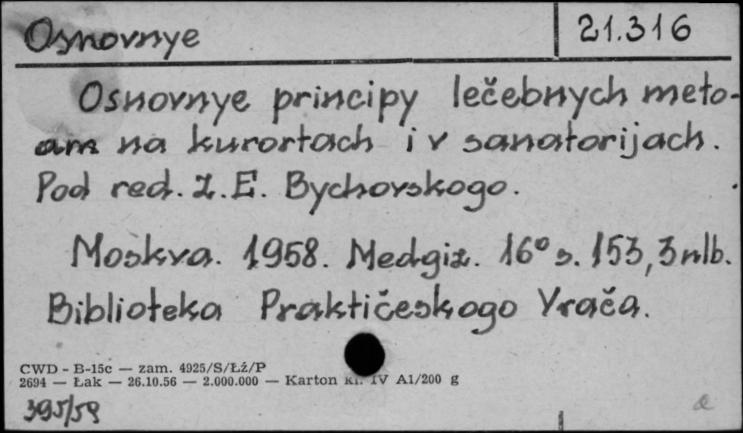 Osnovnye 21.316
Osnovnye principy lečebnych meto-
am na kurortach i v sanatorijach.
Pod red. Z.E. Bychovskogo.
Moskva. 1958. Medgiz. 16° s. 153, 3 nlb.
Biblioteka Praktičeskogo Vrača.
CWD - B-15c — zam. 4925/S/Łź/P
2694 — Łak — 26.10.56 — 2.000.000 — Karton kl. IV A1/200 g
395/59